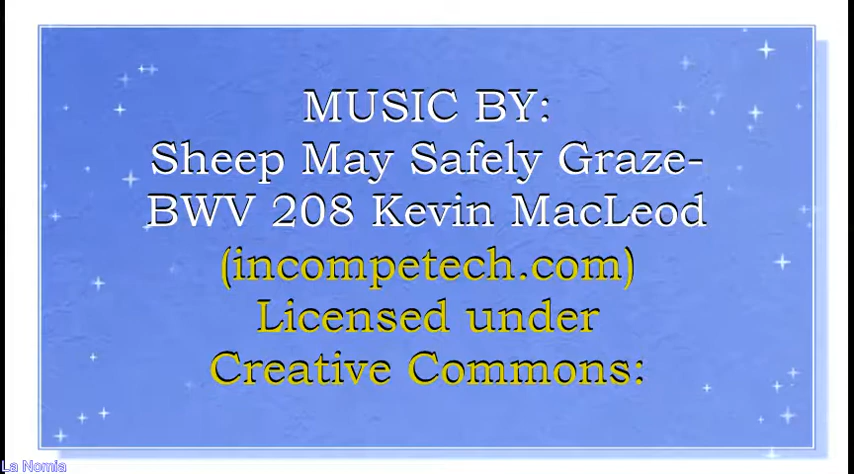 MUSIC BY:
Sheep May Safely Graze-
BWV 208 Kevin MacLeod
(incompetech.com)
Licensed under
Creative Commons:
La Nomia